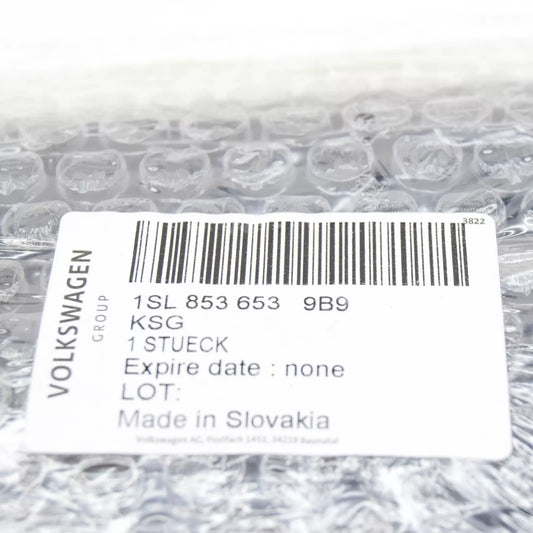 VOLKSWAGEN
GROUP
3822
1SL 853 653 9B9
KSG
1 STUECK
Expire date : none
LOT:
Made in Slovakia
Volkswagen AG, Postfach 1451, 34219 Baunatal